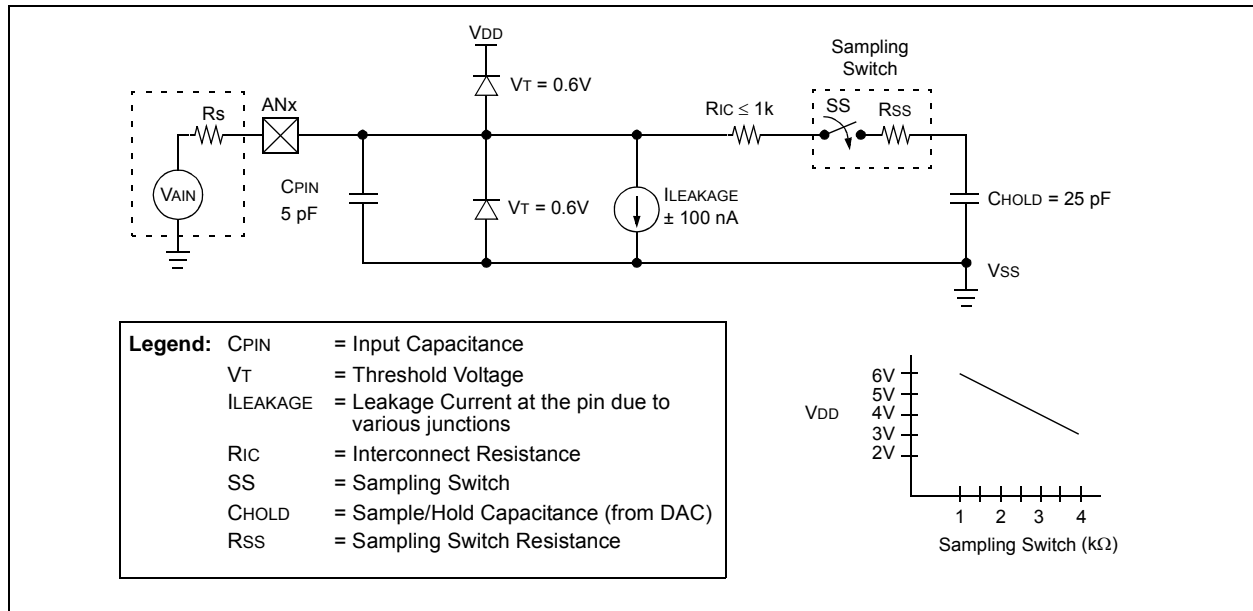 VDD
Sampling
Switch
VT = 0.6V
Rs
ANx
RIC ≤ 1k
SS
RSS
VAIN
CPIN
5 pF
VT = 0.6V
ILEAKAGE
± 100 nA
CHOLD = 25 pF
VSS
Legend: CPIN = Input Capacitance
VT = Threshold Voltage
ILEAKAGE = Leakage Current at the pin due to
various junctions
RIC = Interconnect Resistance
SS = Sampling Switch
CHOLD = Sample/Hold Capacitance (from DAC)
RSS = Sampling Switch Resistance
VDD
6V
5V
4V
3V
2V
1 2 3 4
Sampling Switch (kΩ)